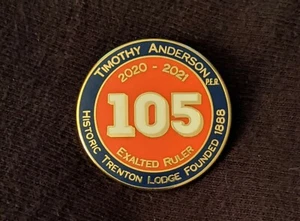 TIMOTHY ANDERSON P.E.R.
2020 - 2021
105
EXALTED RULER
HISTORIC TRENTON LODGE FOUNDED 1888